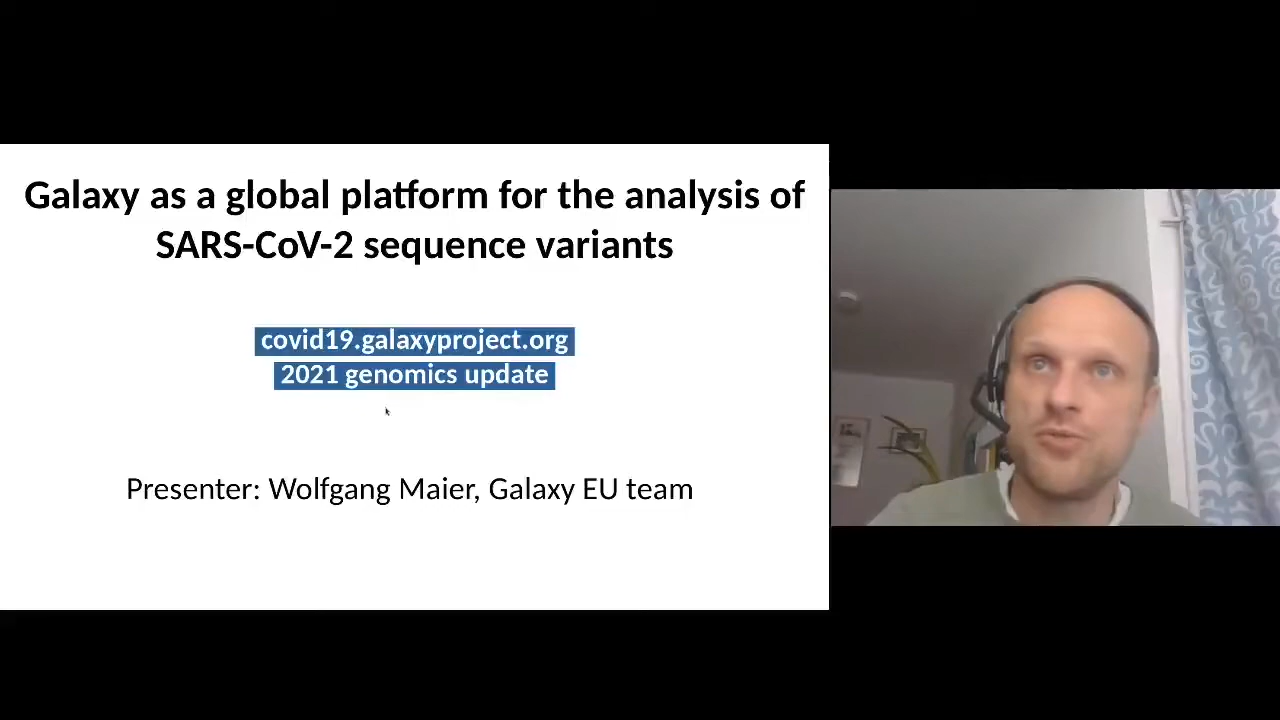 Galaxy as a global platform for the analysis of
SARS-CoV-2 sequence variants
covid19.galaxyproject.org
2021 genomics update
Presenter: Wolfgang Maier, Galaxy EU team